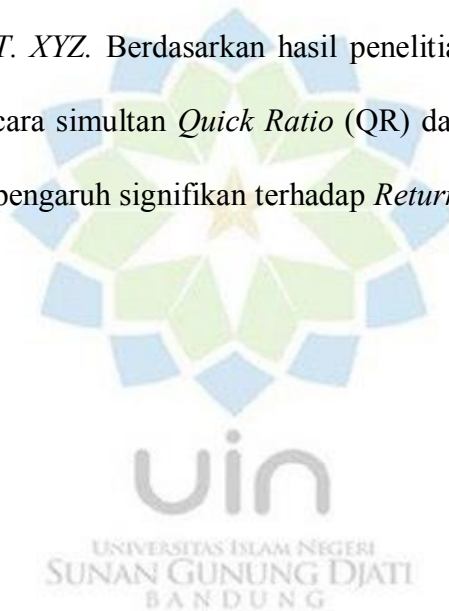 T. XYZ. Berdasarkan hasil penelitia
cara simultan Quick Ratio (QR) da
pengaruh signifikan terhadap Return
uin
UNIVERSITAS ISLAM NEGERI
SUNAN GUNUNG DJATI
BANDUNG